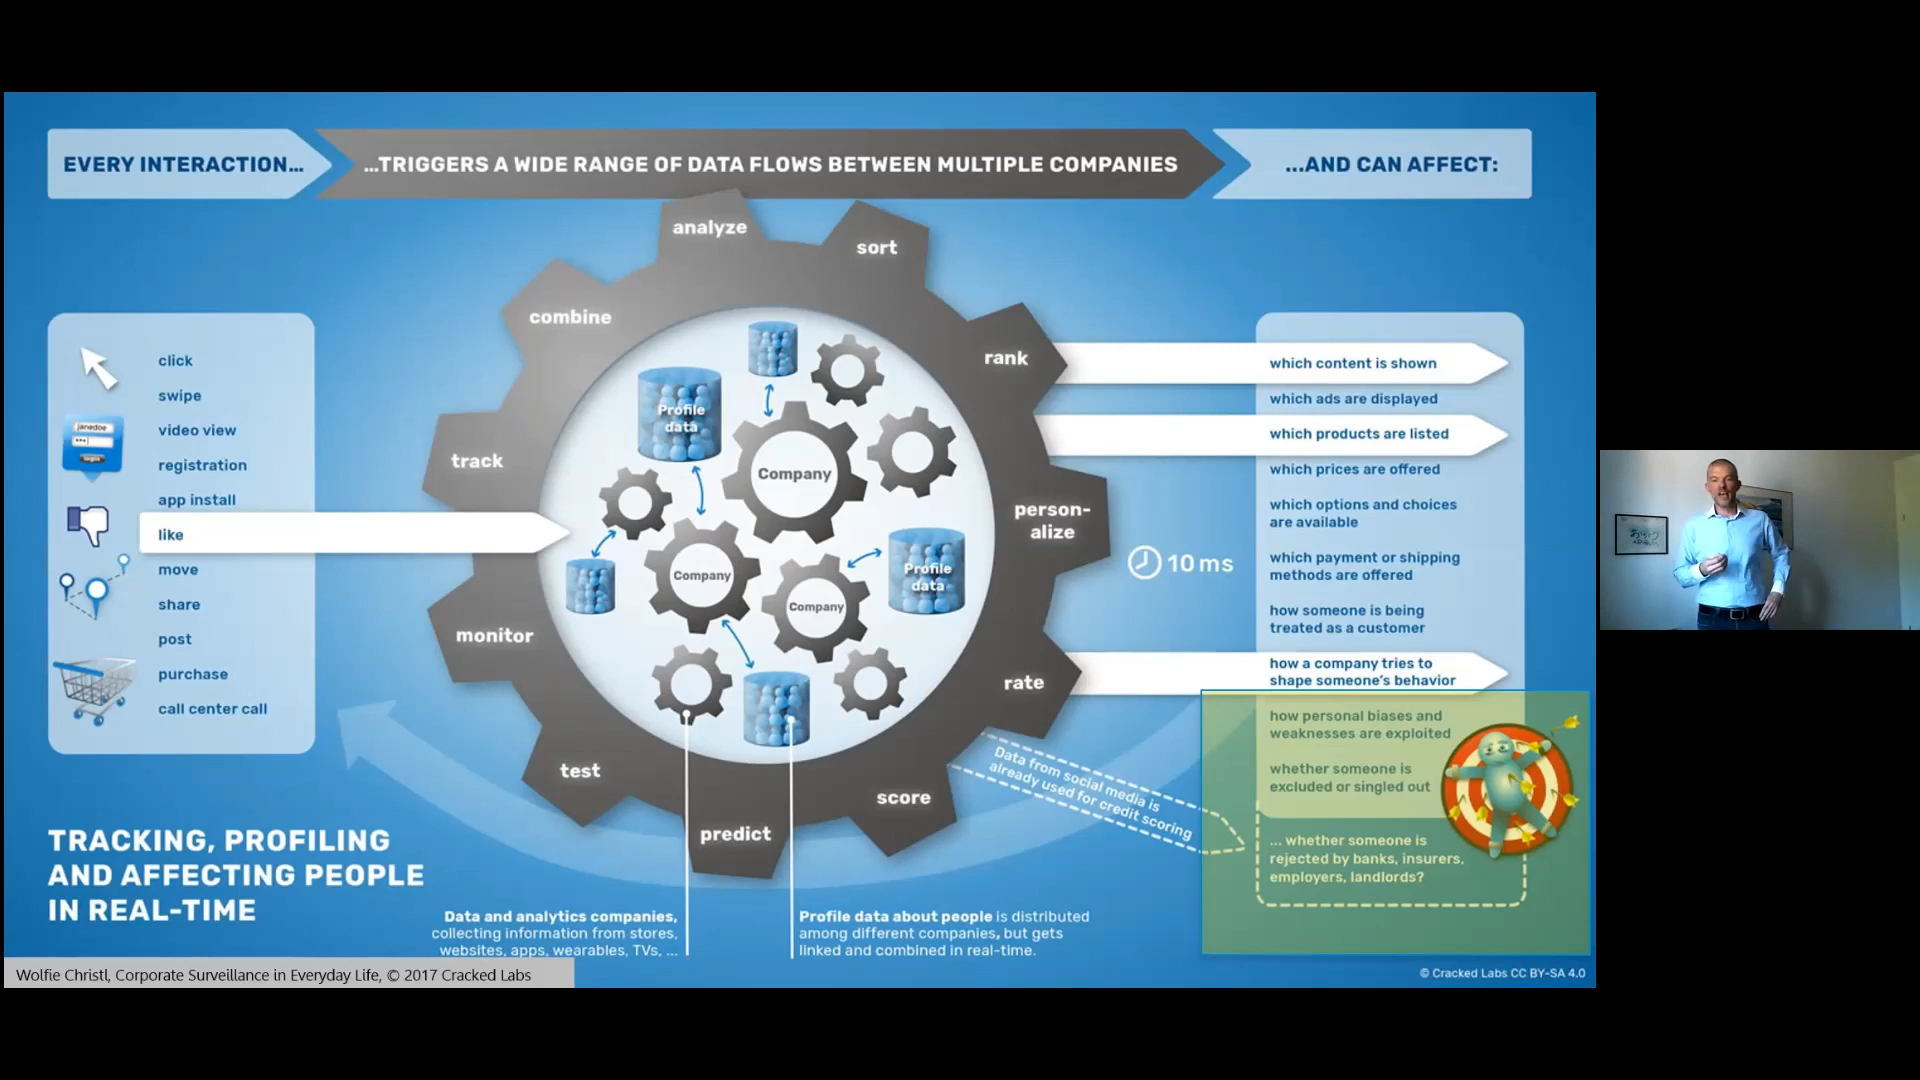 EVERY INTERACTION...
...TRIGGERS A WIDE RANGE OF DATA FLOWS BETWEEN MULTIPLE COMPANIES
...AND CAN AFFECT:
click
swipe
video view
registration
app install
like
move
share
post
purchase
call center call
janedoe
login
analyze
sort
combine
rank
track
person-
alize
monitor
rate
test
score
predict
Profile
data
Company
Company
Company
Profile
data
10 ms
which content is shown
which ads are displayed
which products are listed
which prices are offered
which options and choices
are available
which payment or shipping
methods are offered
how someone is being
treated as a customer
how a company tries to
shape someone's behavior
how personal biases and
weaknesses are exploited
whether someone is
excluded or singled out
... whether someone is
rejected by banks, insurers,
employers, landlords?
Data from social media is
already used for credit scoring
TRACKING, PROFILING
AND AFFECTING PEOPLE
IN REAL-TIME
Data and analytics companies,
collecting information from stores,
websites, apps, wearables, TVs, ...
Profile data about people is distributed
among different companies, but gets
linked and combined in real-time.
Wolfie Christl, Corporate Surveillance in Everyday Life, © 2017 Cracked Labs
© Cracked Labs CC BY-SA 4.0